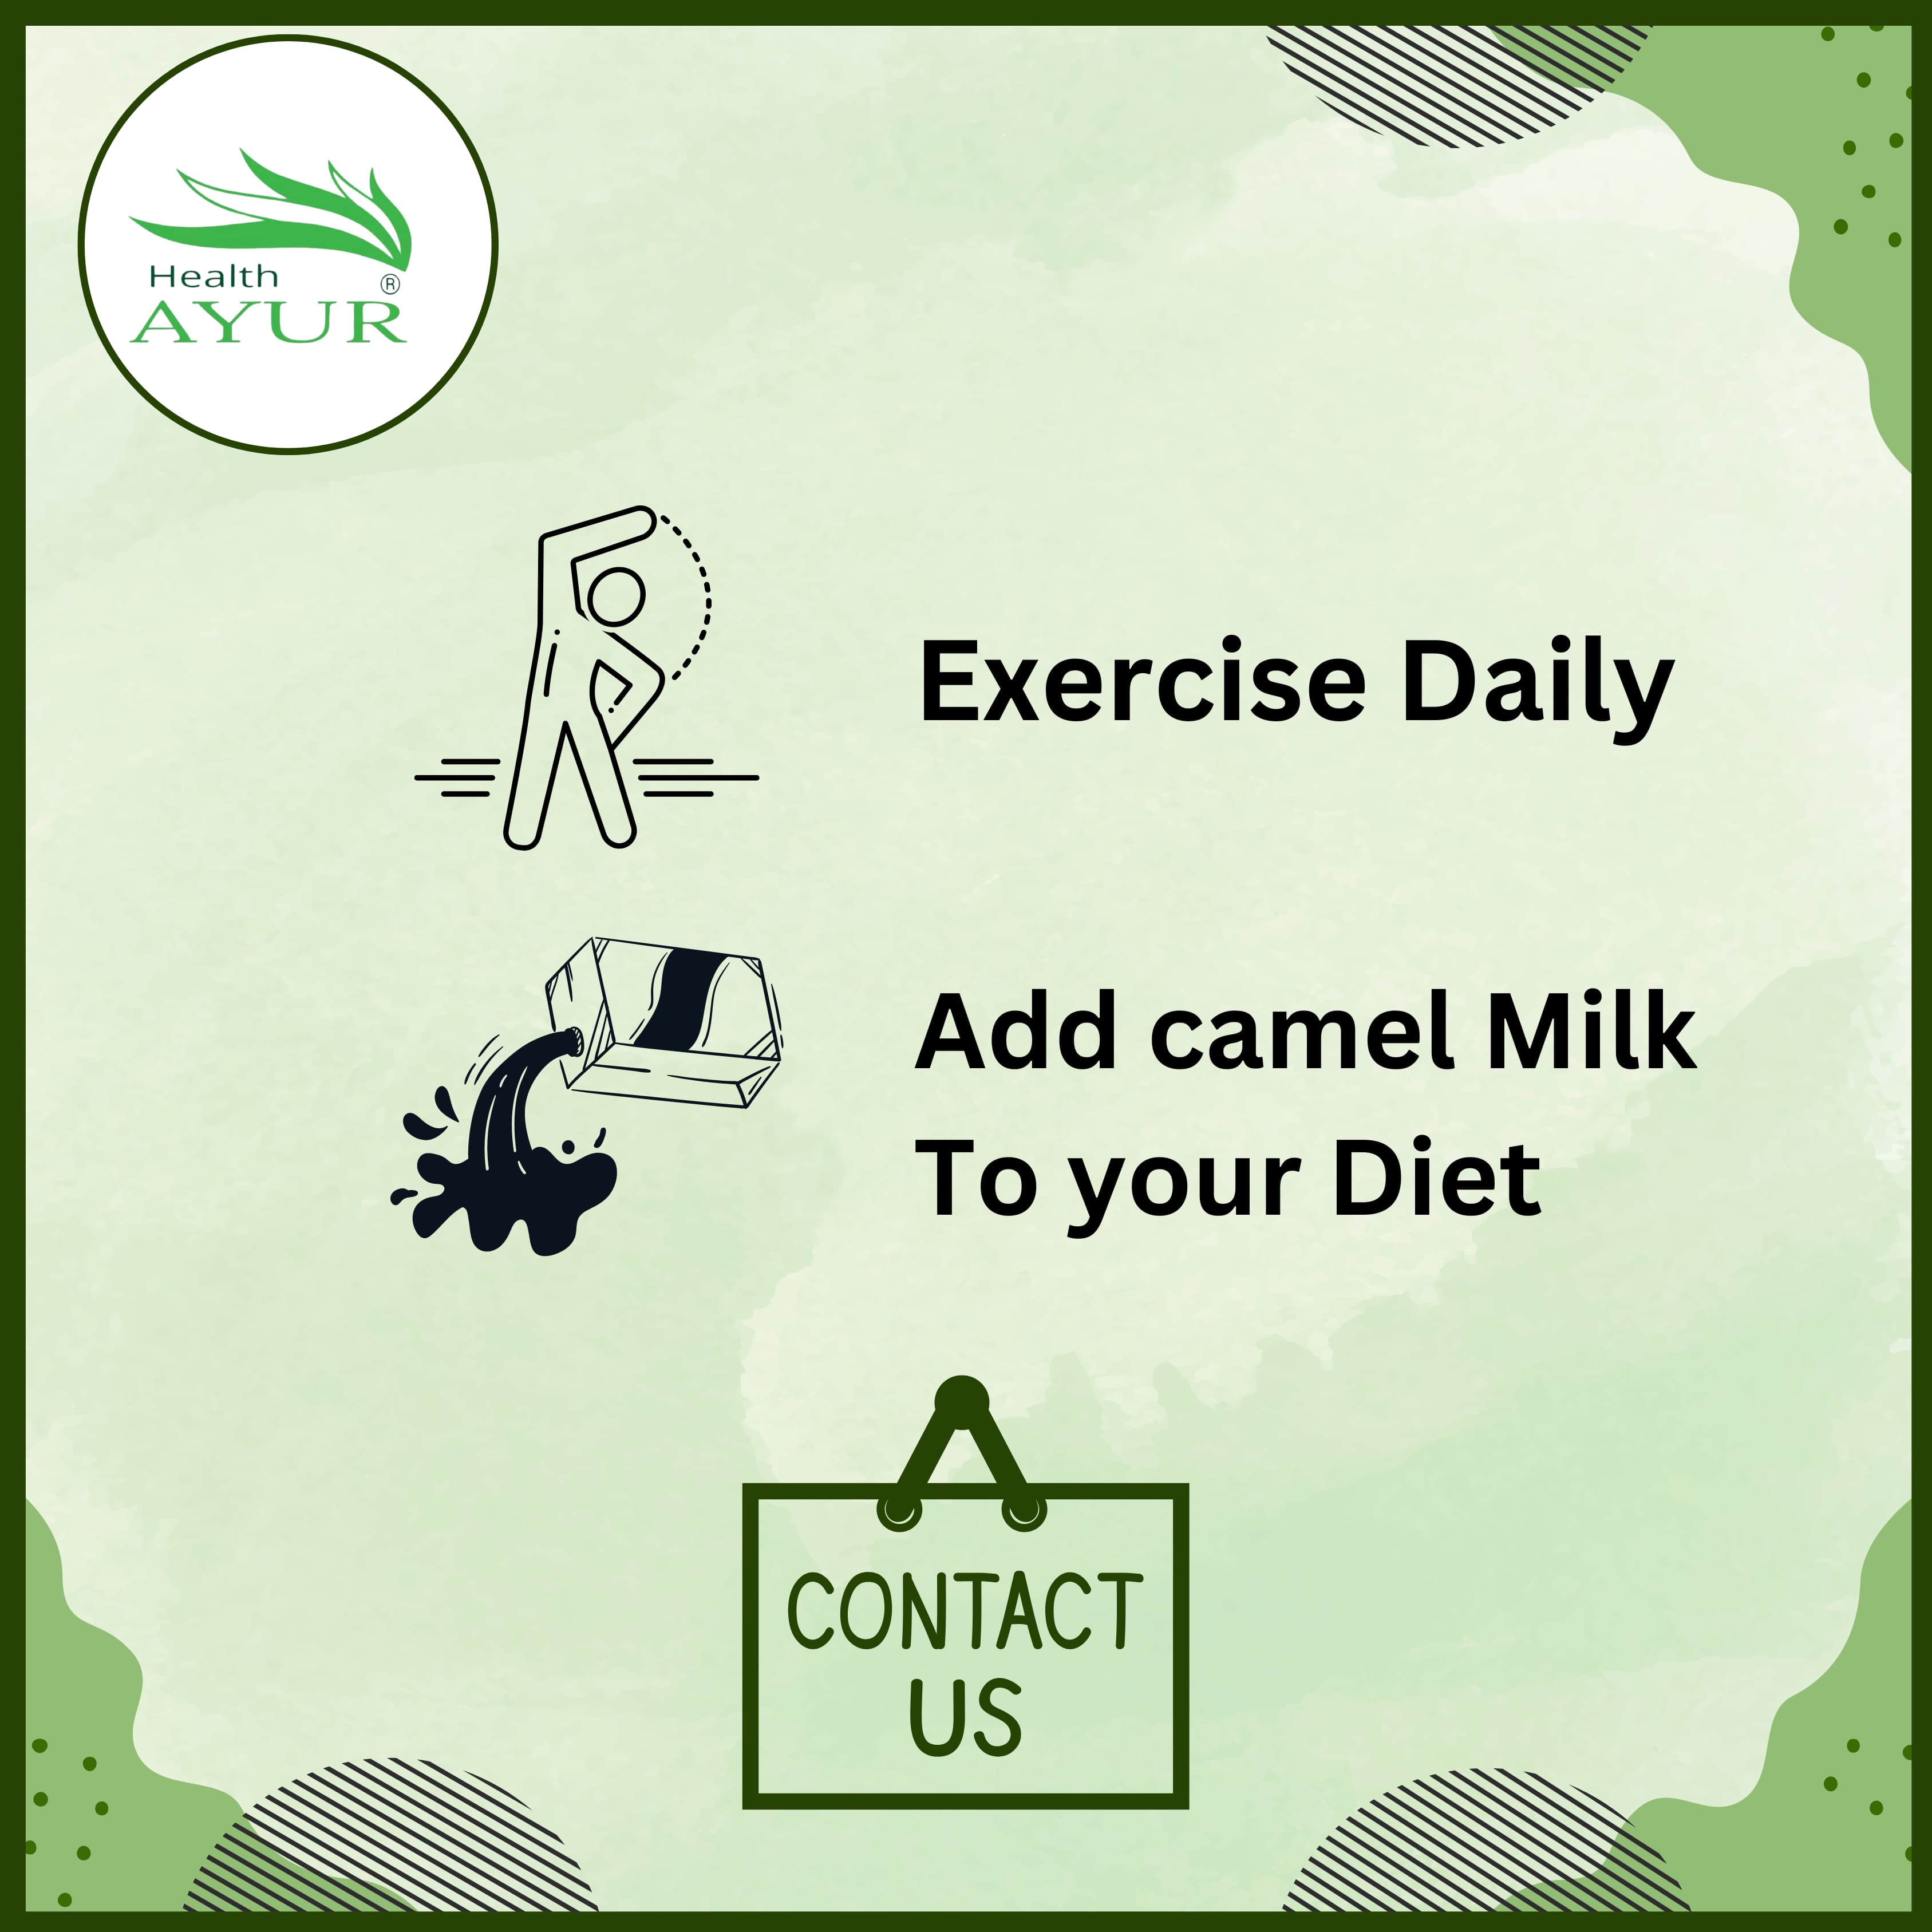 Health
®
AYUR
Exercise Daily
Add camel Milk
To your Diet
CONTACT
US